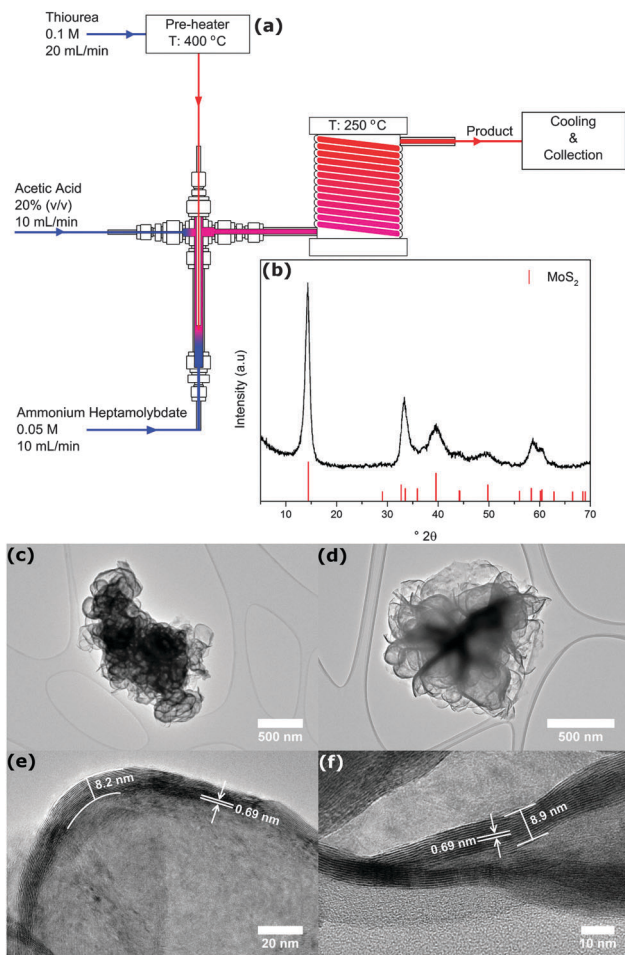 Thiourea
0.1 M
20 mL/min
Pre-heater
T: 400 °C
(a)
T: 250 °C
Product
Cooling
&
Collection
Acetic Acid
20% (v/v)
10 mL/min
Ammonium Heptamolybdate
0.05 M
10 mL/min
(b)
MoS₂
Intensity (a.u)
10 20 30 40 50 60 70
° 2θ
(c)
500 nm
(d)
500 nm
(e)
8.2 nm
0.69 nm
20 nm
(f)
0.69 nm
8.9 nm
10 nm